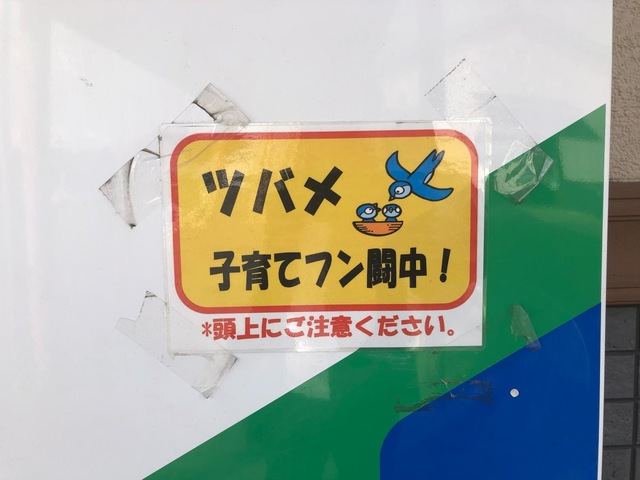 ツバメ
子育てフン闘中！
*頭上にご注意ください。